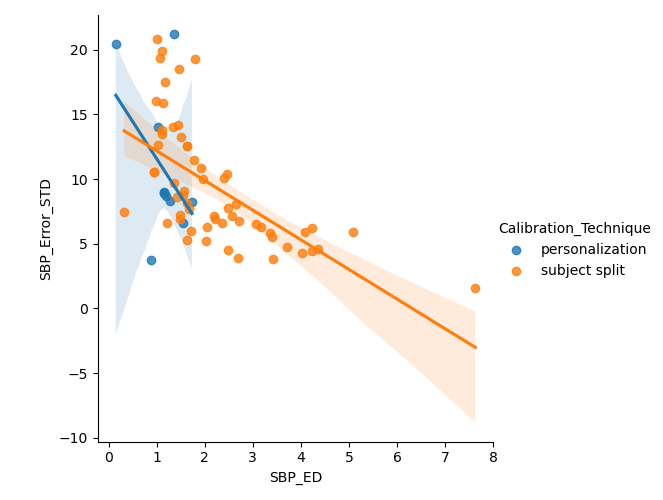 20
15
10
5
0
−5
−10
SBP_Error_STD
0 1 2 3 4 5 6 7 8
SBP_ED
Calibration_Technique
personalization
subject split